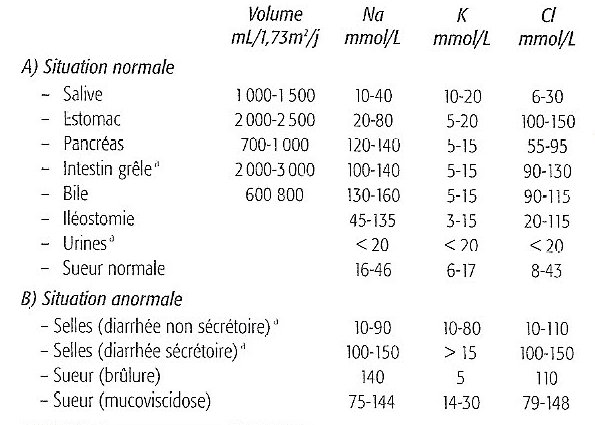 Volume Na K Cl
mL/1,73m²/j mmol/L mmol/L mmol/L
A) Situation normale
– Salive 1 000-1 500 10-40 10-20 6-30
– Estomac 2 000-2 500 20-80 5-20 100-150
– Pancréas 700-1 000 120-140 5-15 55-95
– Intestin grêle ᵃ 2 000-3 000 100-140 5-15 90-130
– Bile 600 800 130-160 5-15 90-115
– Iléostomie 45-135 3-15 20-115
– Urines ᵃ < 20 < 20 < 20
– Sueur normale 16-46 6-17 8-43
B) Situation anormale
– Selles (diarrhée non sécrétoire) ᵃ 10-90 10-80 10-110
– Selles (diarrhée sécrétoire) ᵃ 100-150 > 15 100-150
– Sueur (brûlure) 140 5 110
– Sueur (mucoviscidose) 75-144 14-30 79-148